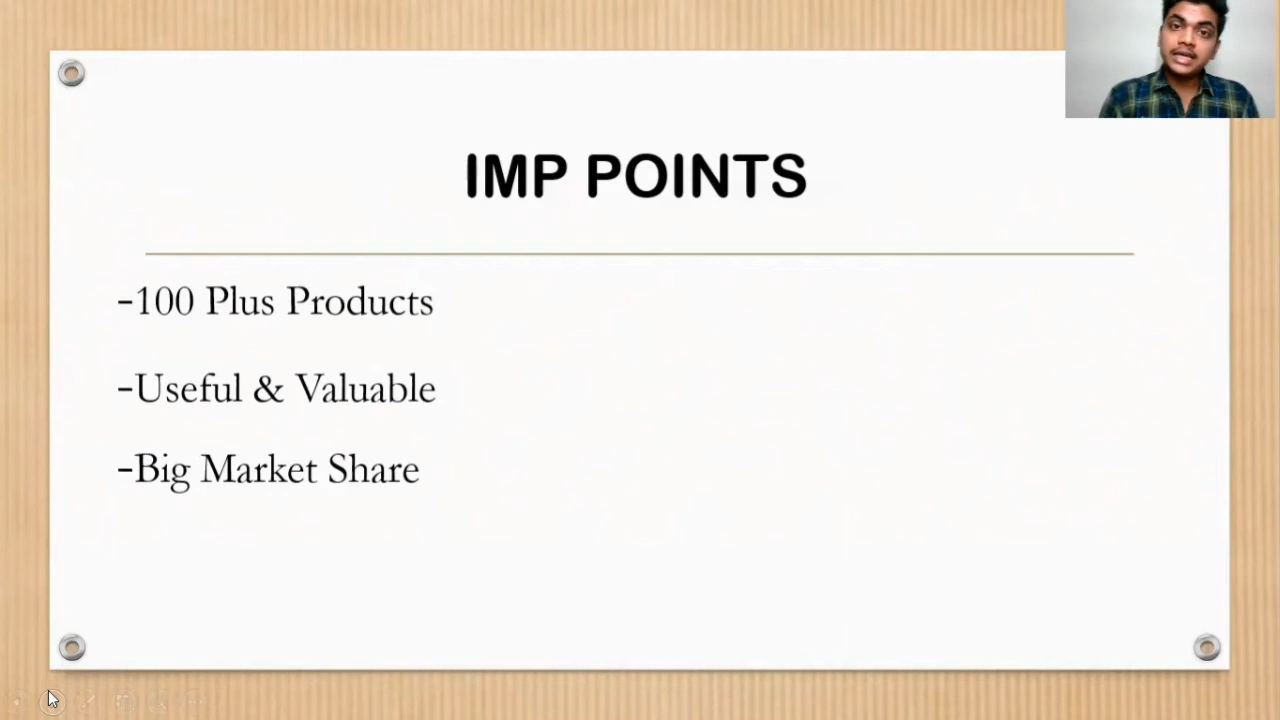 IMP POINTS
-100 Plus Products
-Useful & Valuable
-Big Market Share